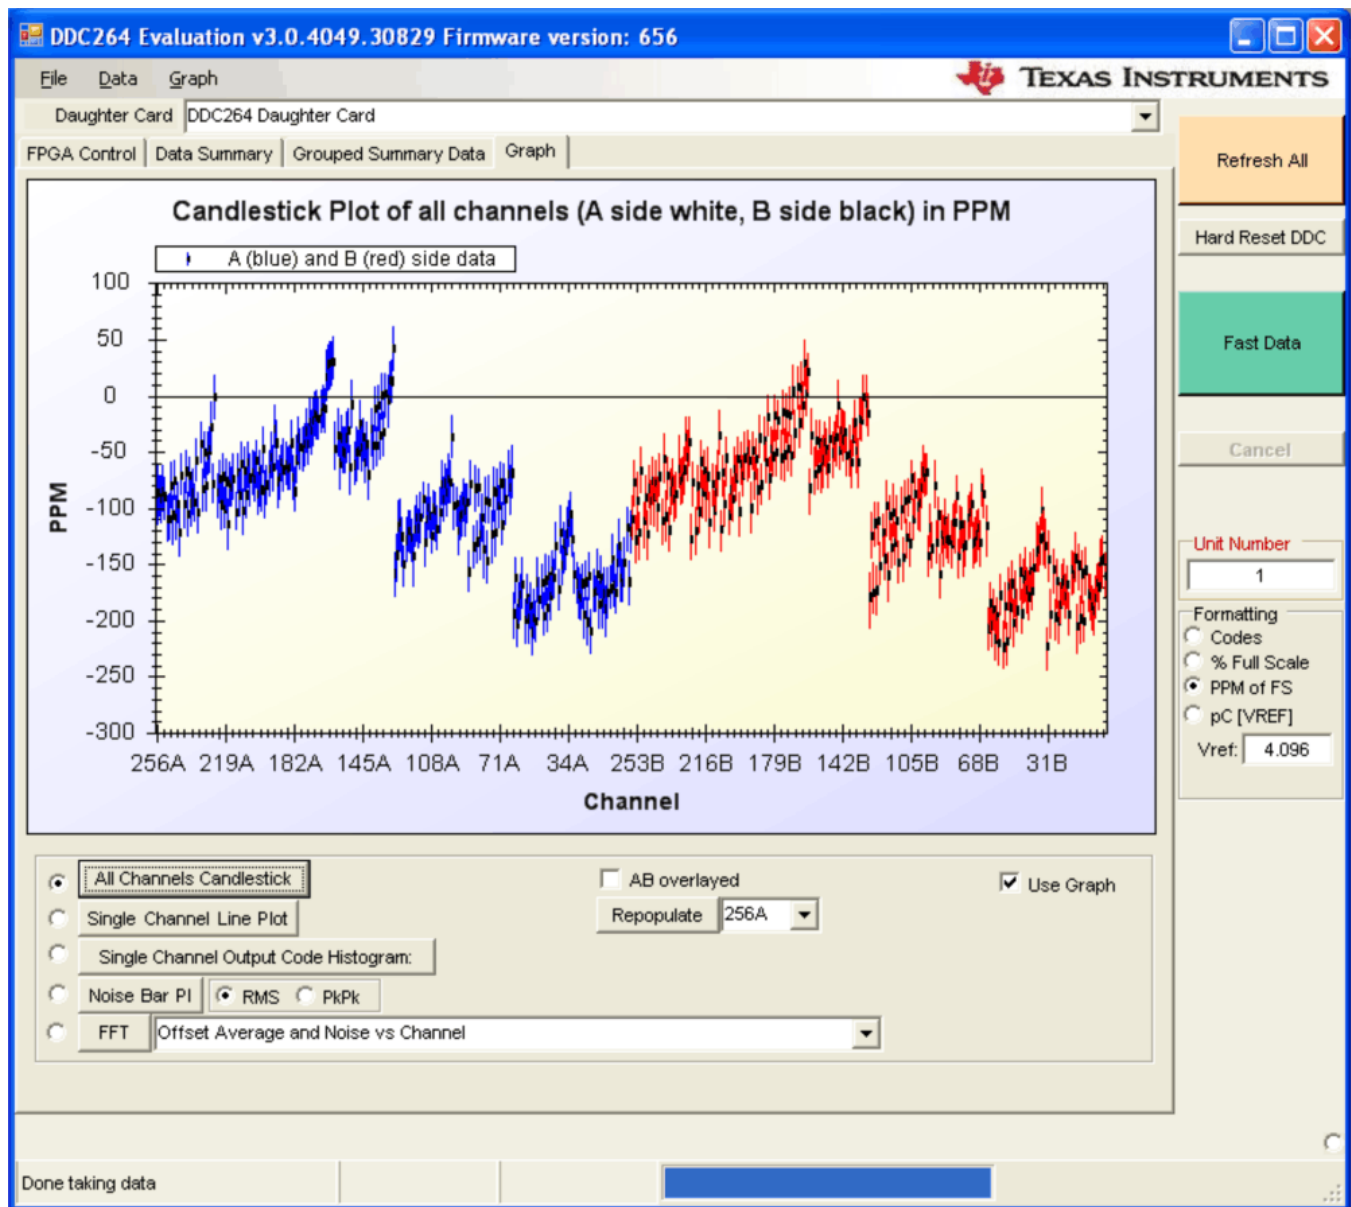 DDC264 Evaluation v3.0.4049.30829 Firmware version: 656
File Data Graph
TEXAS INSTRUMENTS
Daughter Card DDC264 Daughter Card
FPGA Control Data Summary Grouped Summary Data Graph
Refresh All
Hard Reset DDC
Fast Data
Cancel
Unit Number
1
Formatting
Codes
% Full Scale
PPM of FS
pC [VREF]
Vref: 4.096
Candlestick Plot of all channels (A side white, B side black) in PPM
A (blue) and B (red) side data
PPM
100
50
0
-50
-100
-150
-200
-250
-300
256A 219A 182A 145A 108A 71A 34A 253B 216B 179B 142B 105B 68B 31B
Channel
All Channels Candlestick
AB overlayed
Use Graph
Single Channel Line Plot
Repopulate 256A
Single Channel Output Code Histogram:
Noise Bar Pl RMS PkPk
FFT Offset Average and Noise vs Channel
Done taking data